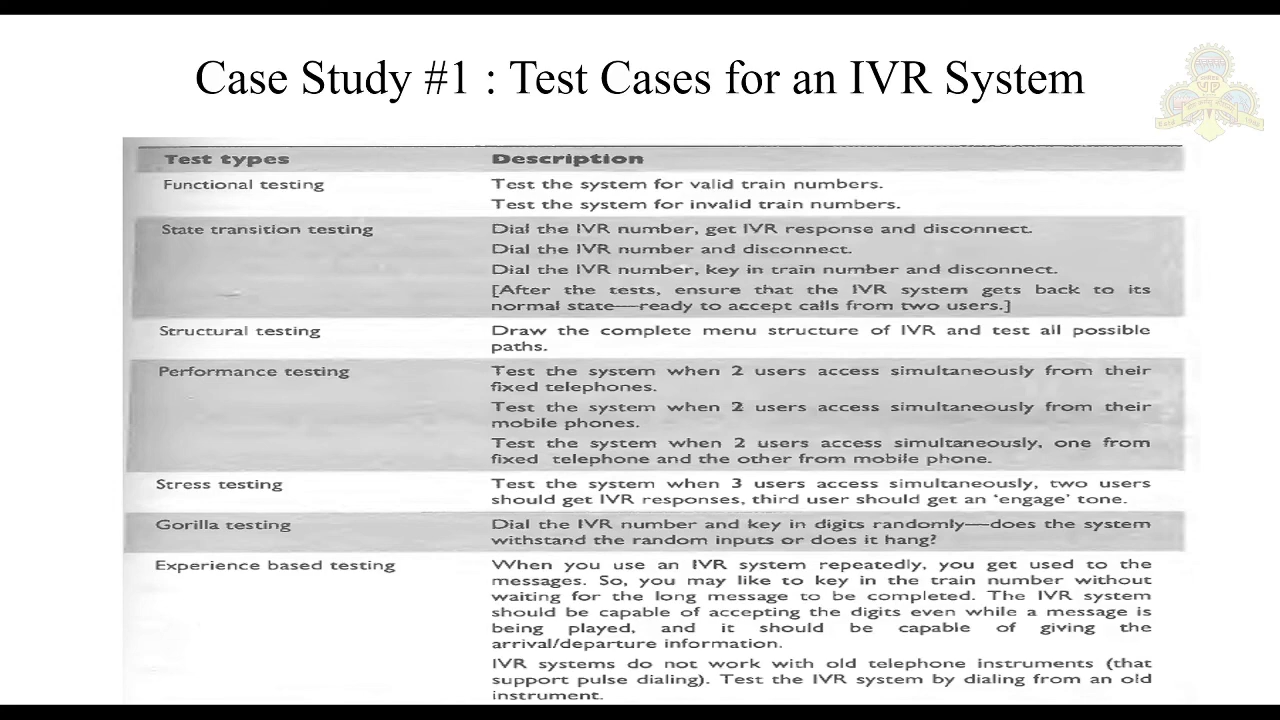 Case Study #1 : Test Cases for an IVR System
Test types Description
Functional testing Test the system for valid train numbers.
Test the system for invalid train numbers.
State transition testing Dial the IVR number, get IVR response and disconnect.
Dial the IVR number and disconnect.
Dial the IVR number, key in train number and disconnect.
[After the tests, ensure that the IVR system gets back to its
normal state—ready to accept calls from two users.]
Structural testing Draw the complete menu structure of IVR and test all possible
paths.
Performance testing Test the system when 2 users access simultaneously from their
fixed telephones.
Test the system when 2 users access simultaneously from their
mobile phones.
Test the system when 2 users access simultaneously, one from
fixed telephone and the other from mobile phone.
Stress testing Test the system when 3 users access simultaneously, two users
should get IVR responses, third user should get an ‘engage’ tone.
Gorilla testing Dial the IVR number and key in digits randomly—does the system
withstand the random inputs or does it hang?
Experience based testing When you use an IVR system repeatedly, you get used to the
messages. So, you may like to key in the train number without
waiting for the long message to be completed. The IVR system
should be capable of accepting the digits even while a message is
being played, and it should be capable of giving the
arrival/departure information.
IVR systems do not work with old telephone instruments (that
support pulse dialing). Test the IVR system by dialing from an old
instrument.